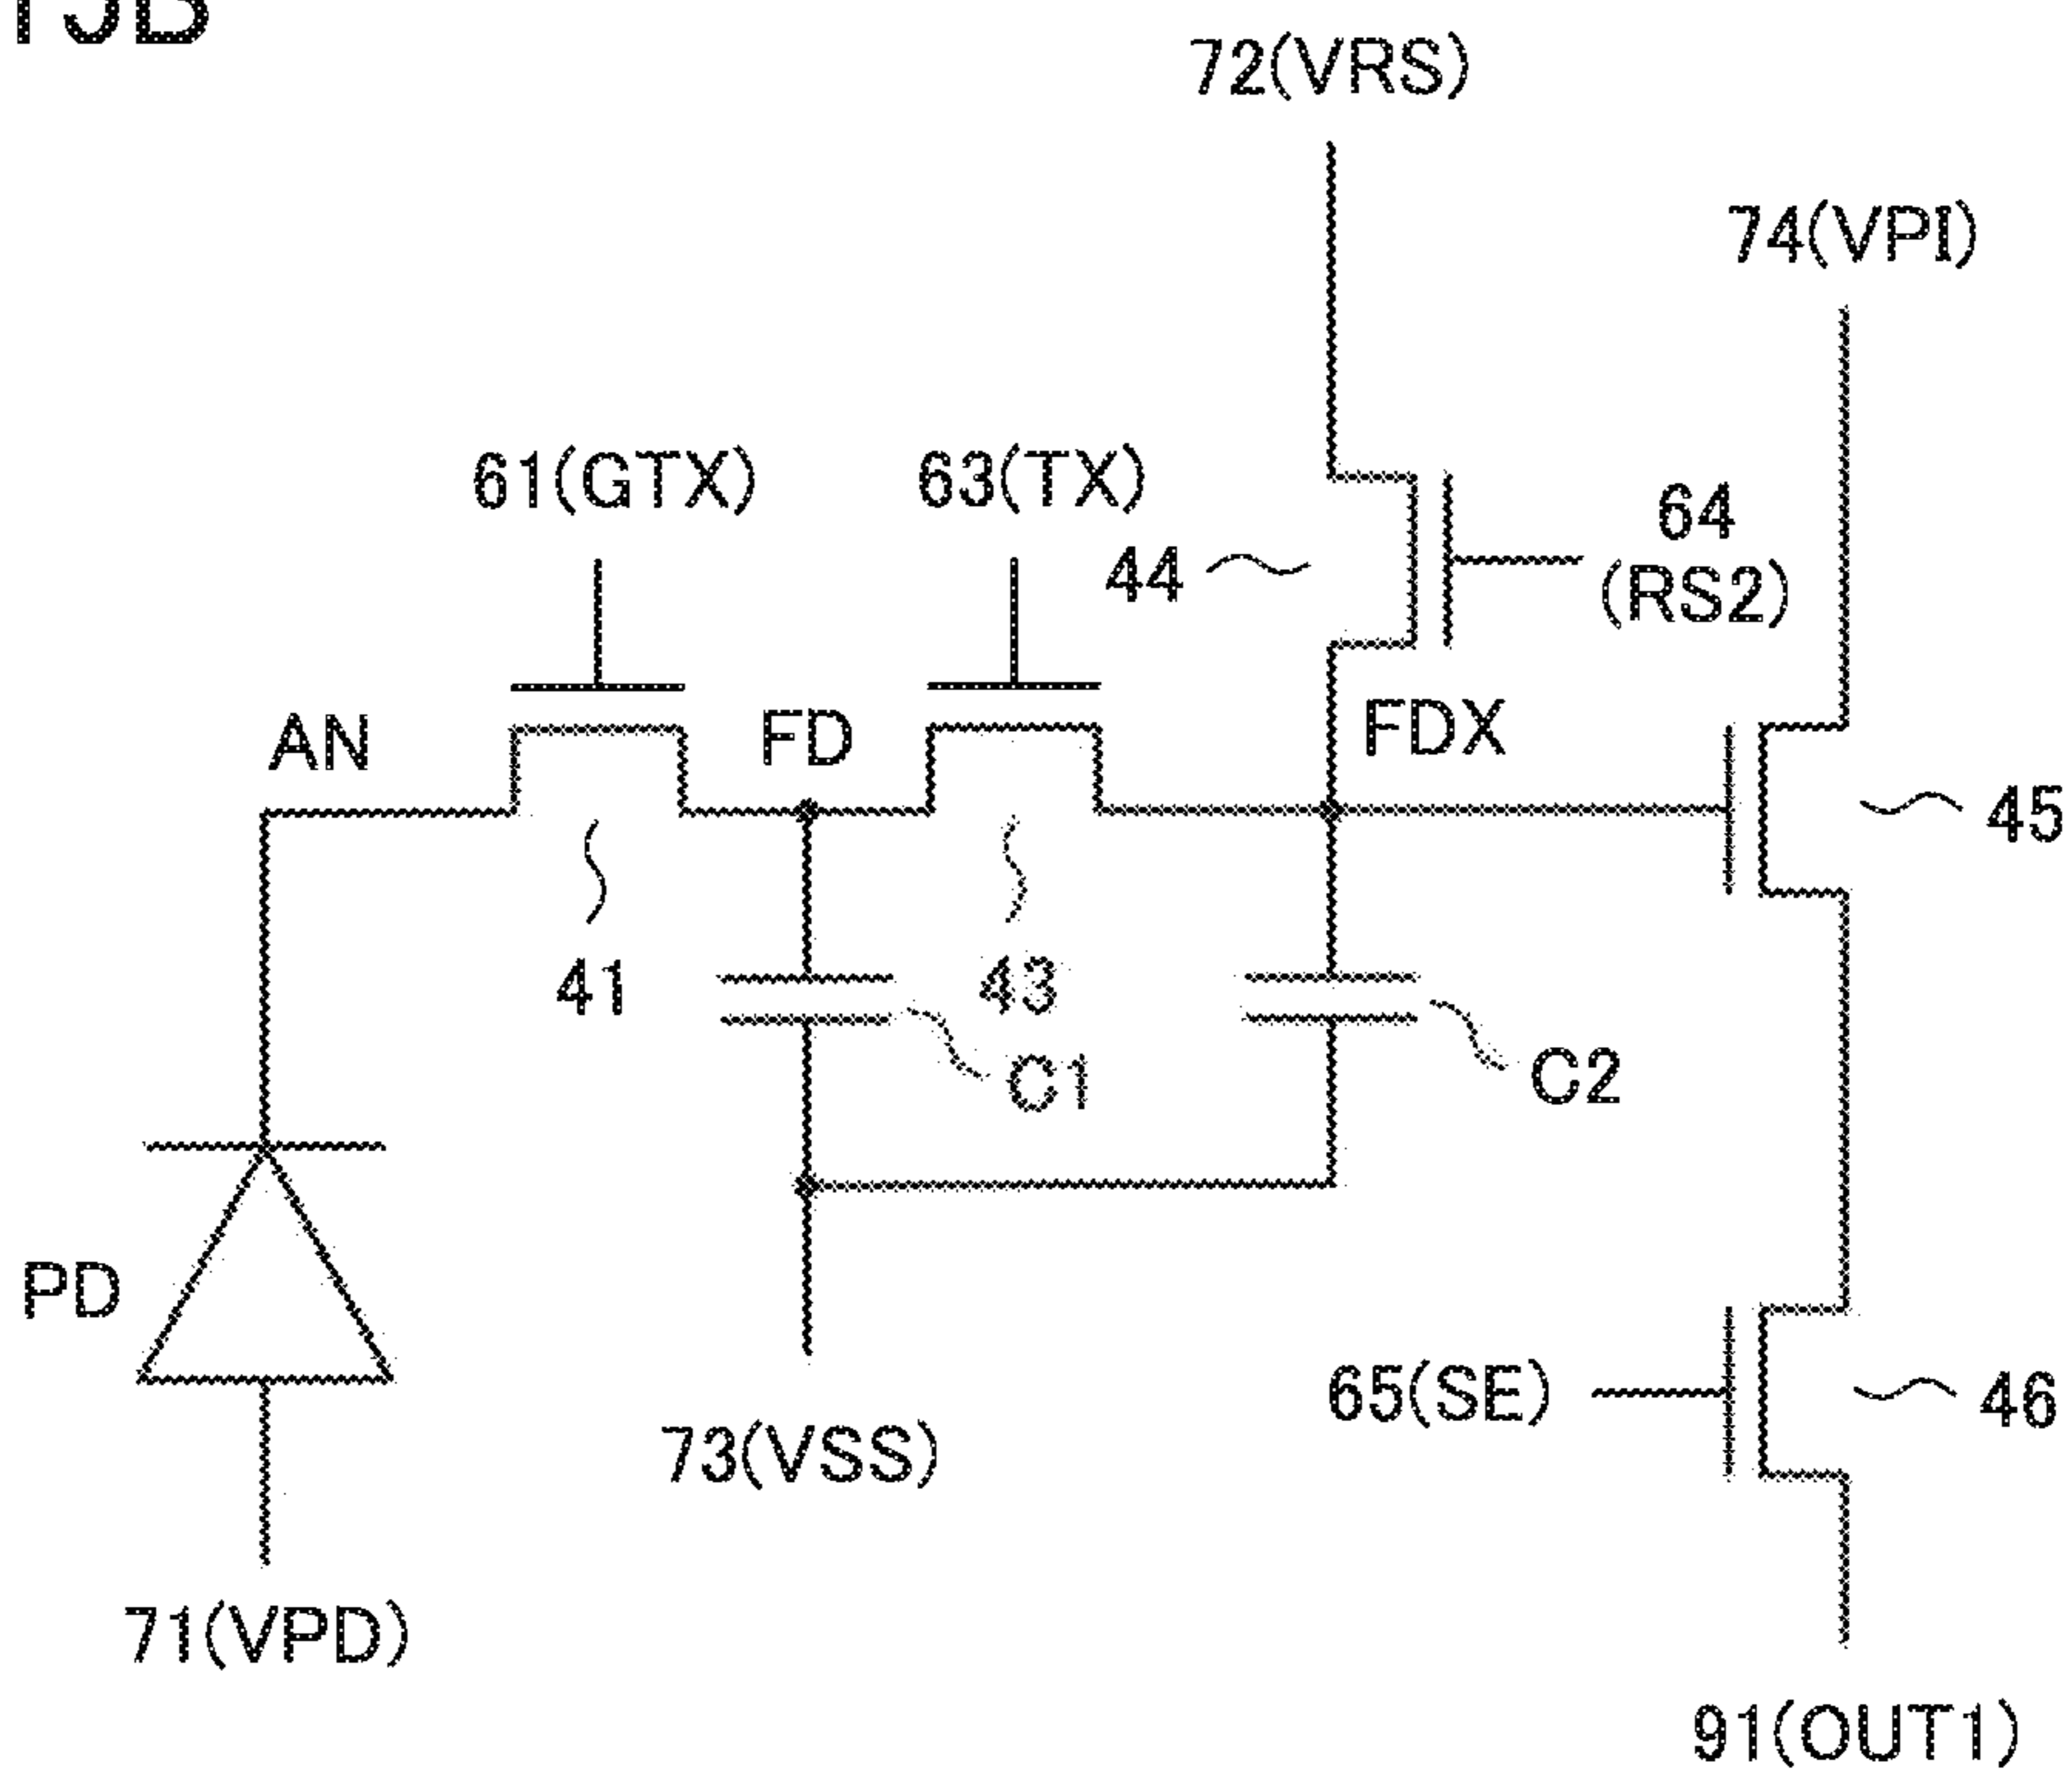 72(VRS)
74(VPI)
61(GTX)
63(TX)
44
64
(RS2)
AN
FD
FDX
45
41
43
C1
C2
PD
65(SE)
46
73(VSS)
71(VPD)
91(OUT1)